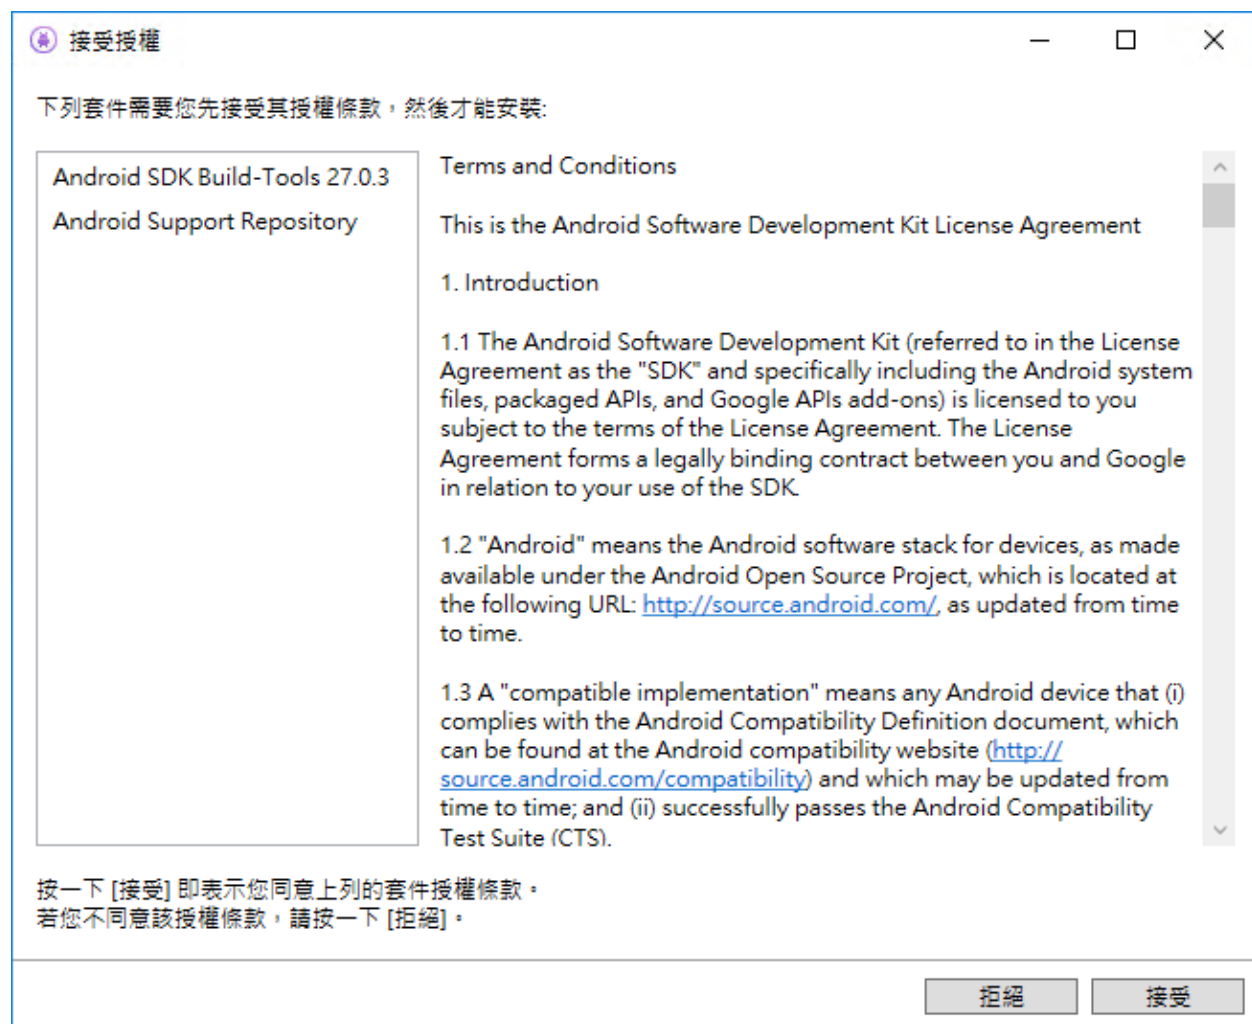 接受授權
下列套件需要您先接受其授權條款，然後才能安裝:
Android SDK Build-Tools 27.0.3
Android Support Repository
Terms and Conditions
This is the Android Software Development Kit License Agreement
1. Introduction
1.1 The Android Software Development Kit (referred to in the License
Agreement as the "SDK" and specifically including the Android system
files, packaged APIs, and Google APIs add-ons) is licensed to you
subject to the terms of the License Agreement. The License
Agreement forms a legally binding contract between you and Google
in relation to your use of the SDK.
1.2 "Android" means the Android software stack for devices, as made
available under the Android Open Source Project, which is located at
the following URL: http://source.android.com/, as updated from time
to time.
1.3 A "compatible implementation" means any Android device that (i)
complies with the Android Compatibility Definition document, which
can be found at the Android compatibility website (http://
source.android.com/compatibility) and which may be updated from
time to time; and (ii) successfully passes the Android Compatibility
Test Suite (CTS).
按一下 [接受] 即表示您同意上列的套件授權條款。
若您不同意該授權條款，請按一下 [拒絕]。
拒絕
接受